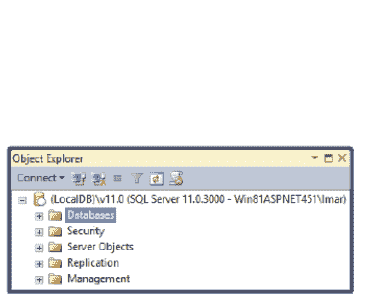 Object Explorer
Connect
(LocalDB)\v11.0 (SQL Server 11.0.3000 - Win81ASPNET451\Imar)
Databases
Security
Server Objects
Replication
Management